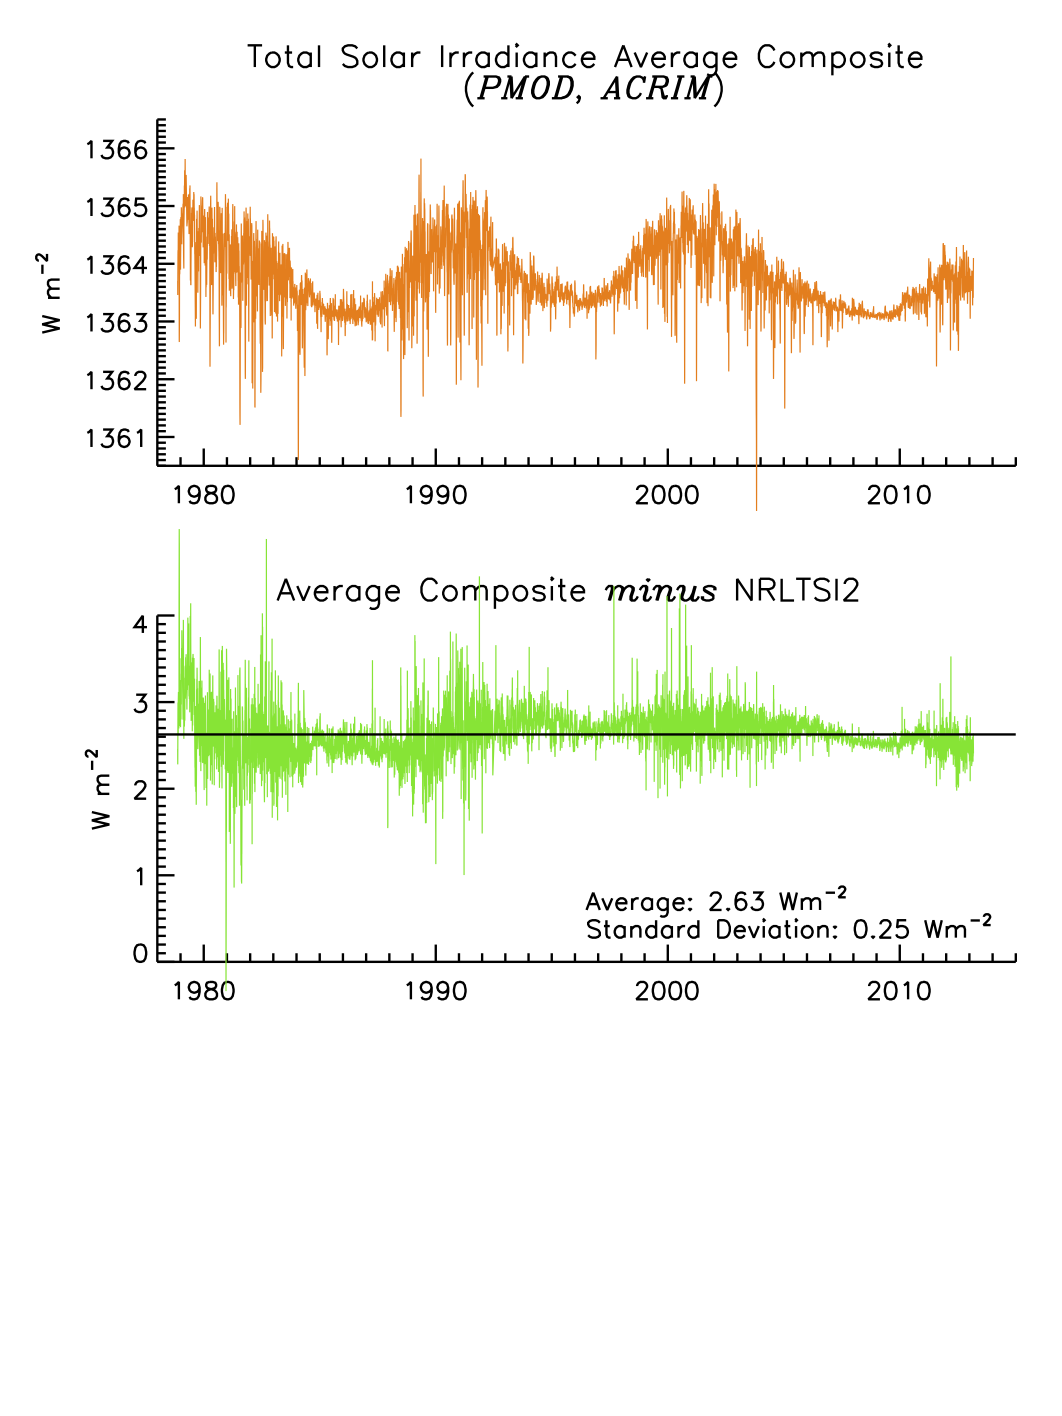 Total Solar Irradiance Average Composite
(PMOD, ACRIM)
1366
1365
1364
1363
1362
1361
W m⁻²
1980 1990 2000 2010
Average Composite minus NRLTSI2
4
3
2
1
0
W m⁻²
Average: 2.63 Wm⁻²
Standard Deviation: 0.25 Wm⁻²
1980 1990 2000 2010